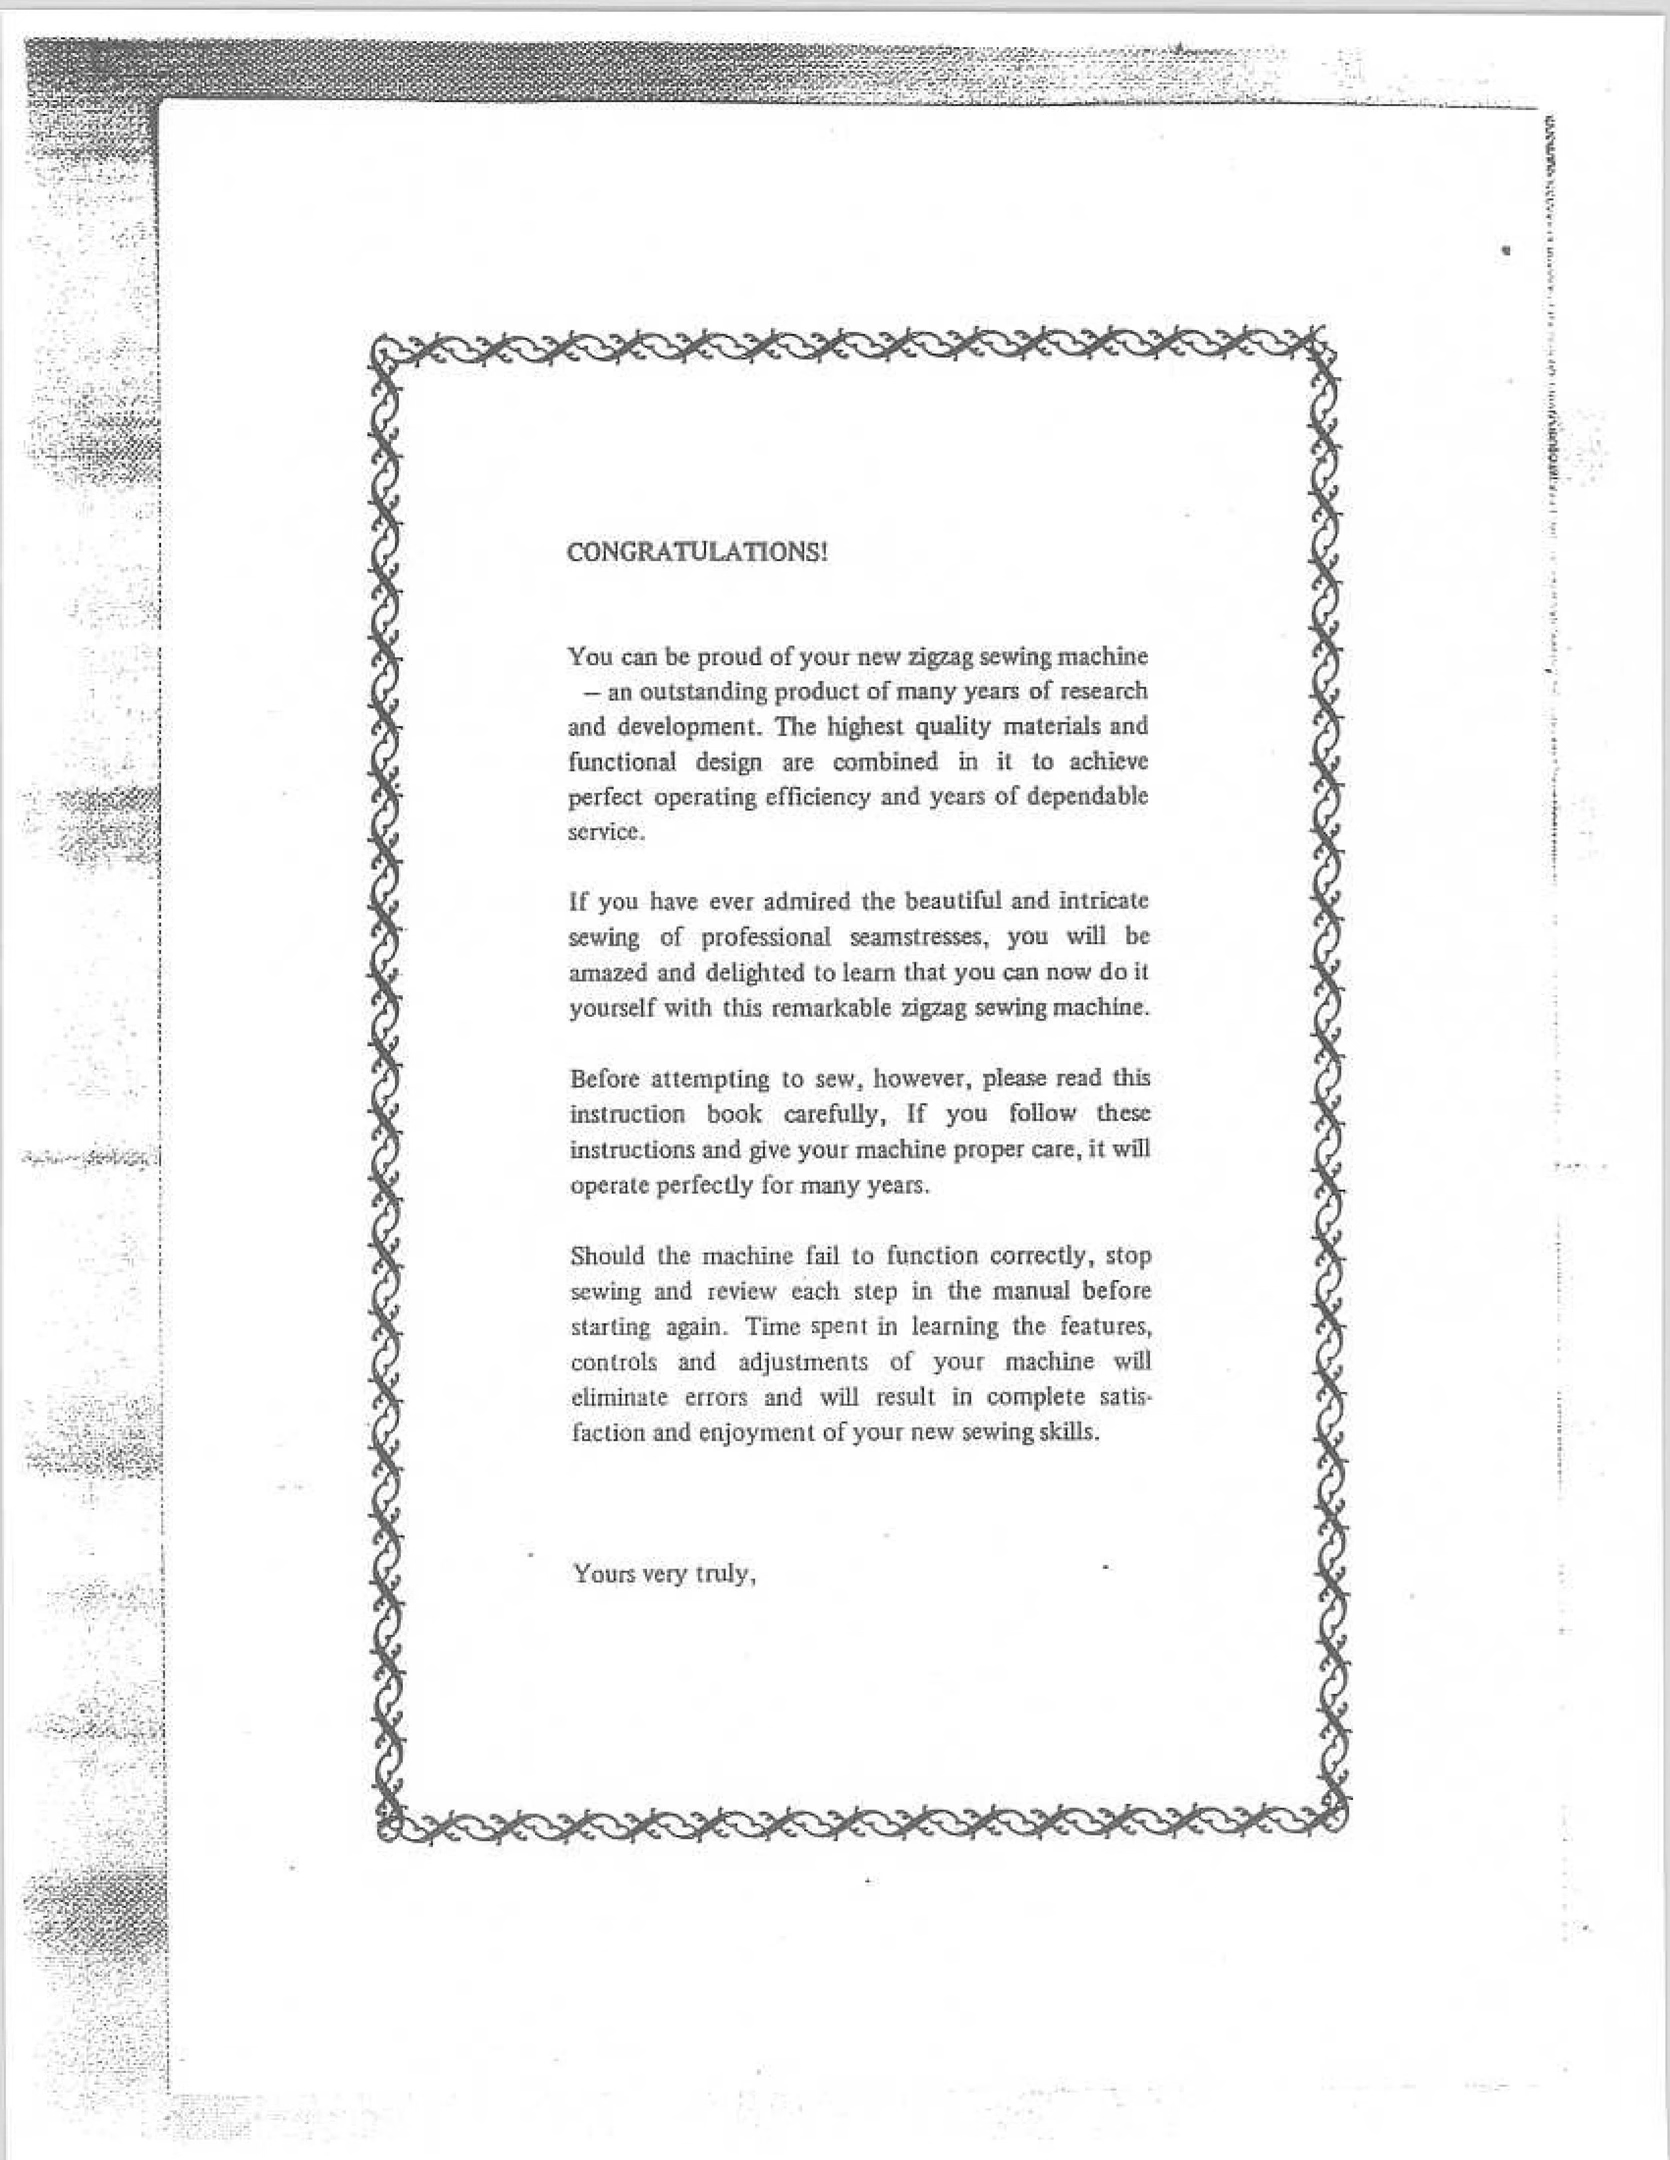 CONGRATULATIONS!
You can be proud of your new zigzag sewing machine
– an outstanding product of many years of research
and development. The highest quality materials and
functional design are combined in it to achieve
perfect operating efficiency and years of dependable
service.
If you have ever admired the beautiful and intricate
sewing of professional seamstresses, you will be
amazed and delighted to learn that you can now do it
yourself with this remarkable zigzag sewing machine.
Before attempting to sew, however, please read this
instruction book carefully, If you follow these
instructions and give your machine proper care, it will
operate perfectly for many years.
Should the machine fail to function correctly, stop
sewing and review each step in the manual before
starting again. Time spent in learning the features,
controls and adjustments of your machine will
eliminate errors and will result in complete satis-
faction and enjoyment of your new sewing skills.
Yours very truly,